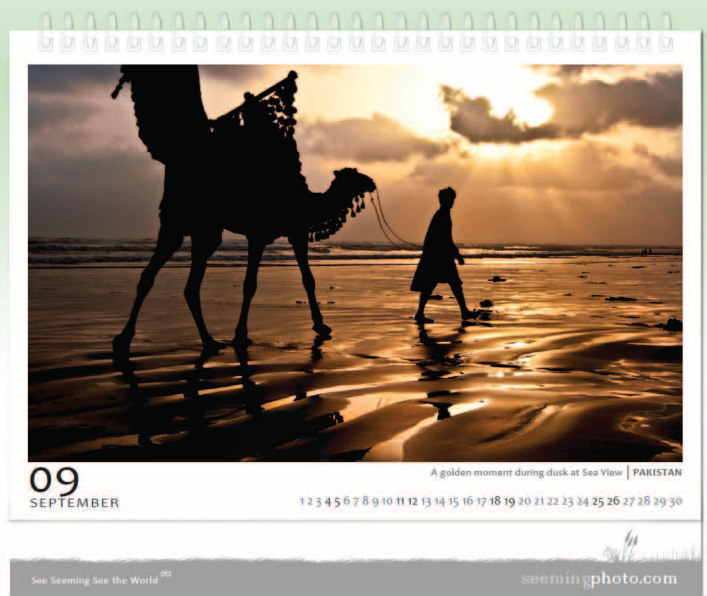 09
SEPTEMBER
A golden moment during dusk at Sea View | PAKISTAN
1 2 3 4 5 6 7 8 9 10 11 12 13 14 15 16 17 18 19 20 21 22 23 24 25 26 27 28 29 30
See Seeming See the World
seemingphoto.com